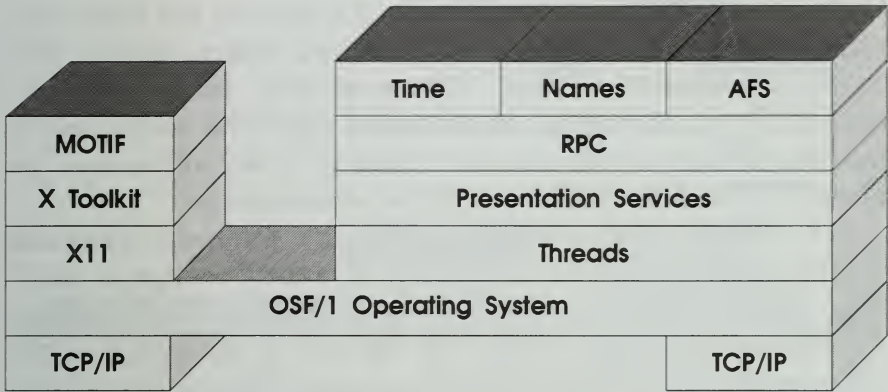 Time Names AFS
MOTIF RPC
X Toolkit Presentation Services
X11 Threads
OSF/1 Operating System
TCP/IP TCP/IP